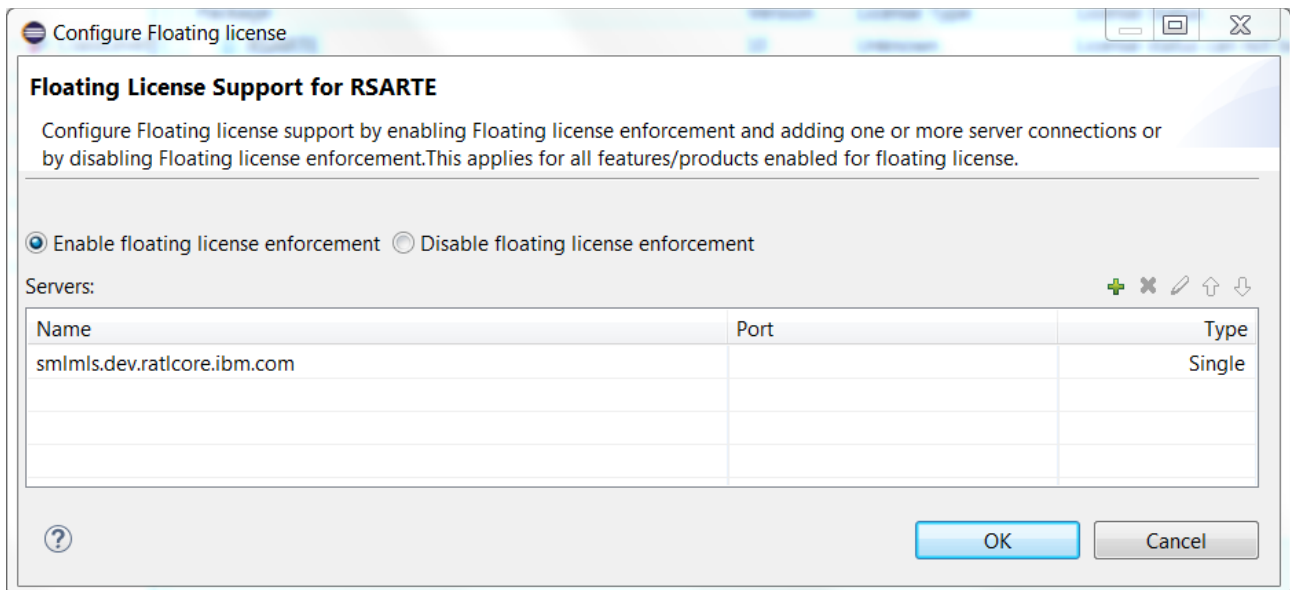 Configure Floating license
Floating License Support for RSARTE
Configure Floating license support by enabling Floating license enforcement and adding one or more server connections or
by disabling Floating license enforcement.This applies for all features/products enabled for floating license.
Enable floating license enforcement Disable floating license enforcement
Servers:
Name Port Type
smlmls.dev.ratlcore.ibm.com Single
OK Cancel